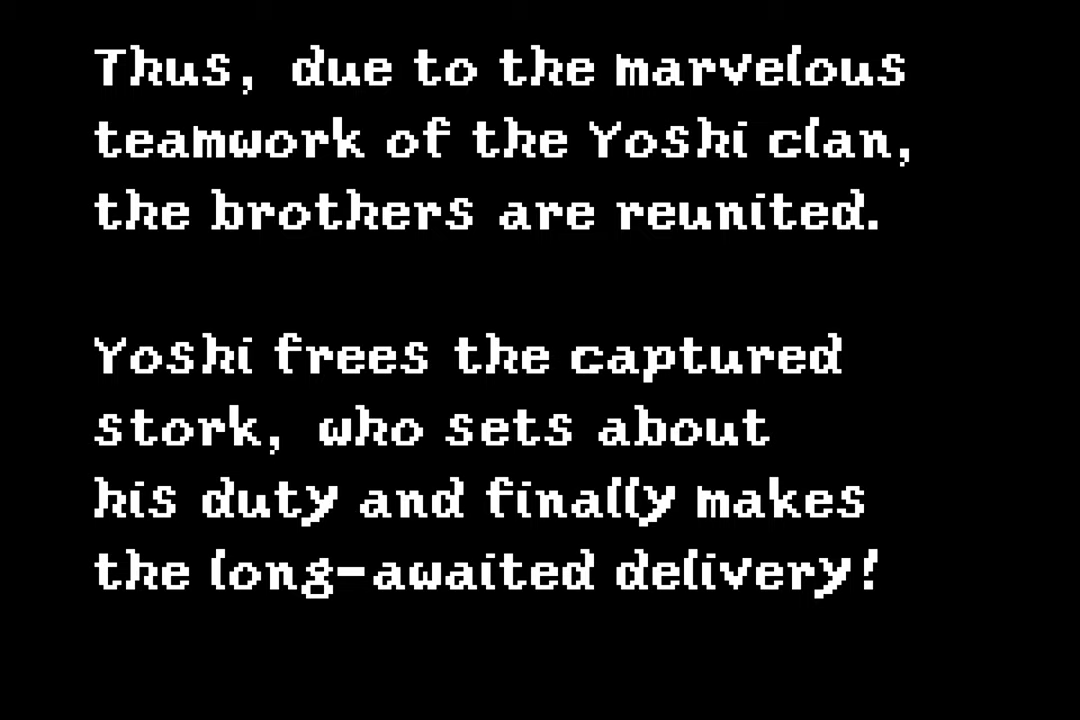 Thus, due to the marvelous
teamwork of the Yoshi clan,
the brothers are reunited.
Yoshi frees the captured
stork, who sets about
his duty and finally makes
the long-awaited delivery!